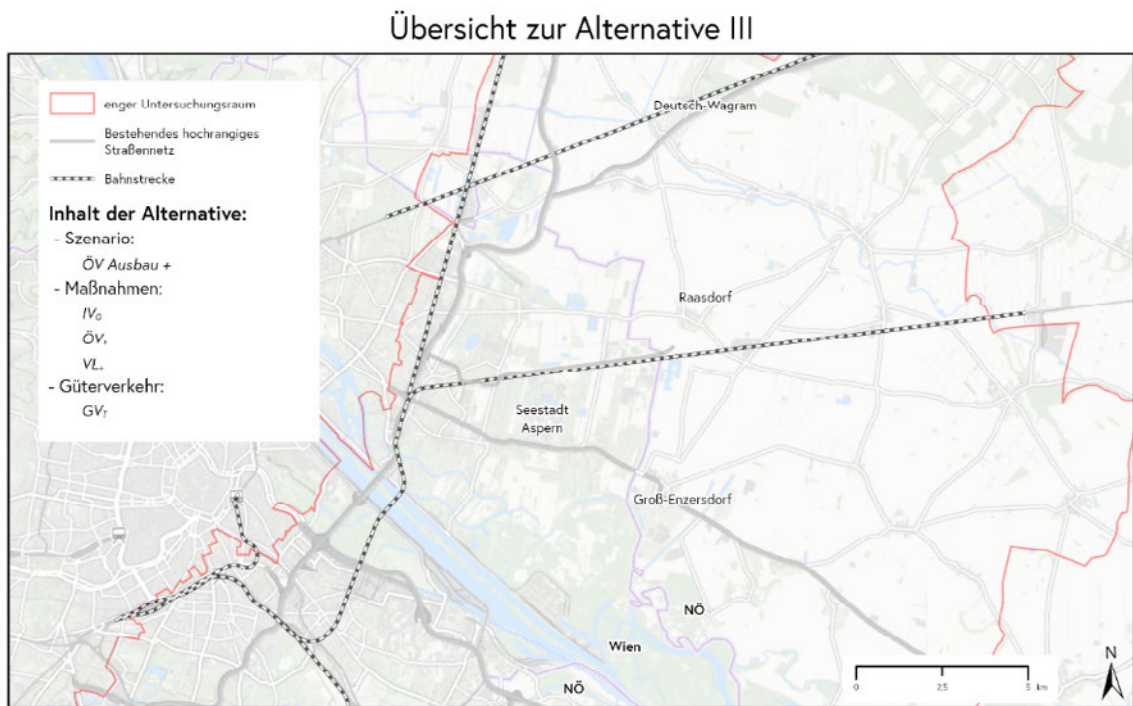 Übersicht zur Alternative III
enger Untersuchungsraum
Bestehendes hochrangiges
Straßennetz
Bahnstrecke
Inhalt der Alternative:
- Szenario:
ÖV Ausbau +
- Maßnahmen:
IV₀
ÖV₊
VL₊
- Güterverkehr:
GV_T
Deutsch-Wagram
Raasdorf
Seestadt
Aspern
Groß-Enzersdorf
NÖ
Wien
NÖ
N
0 2,5 5 km